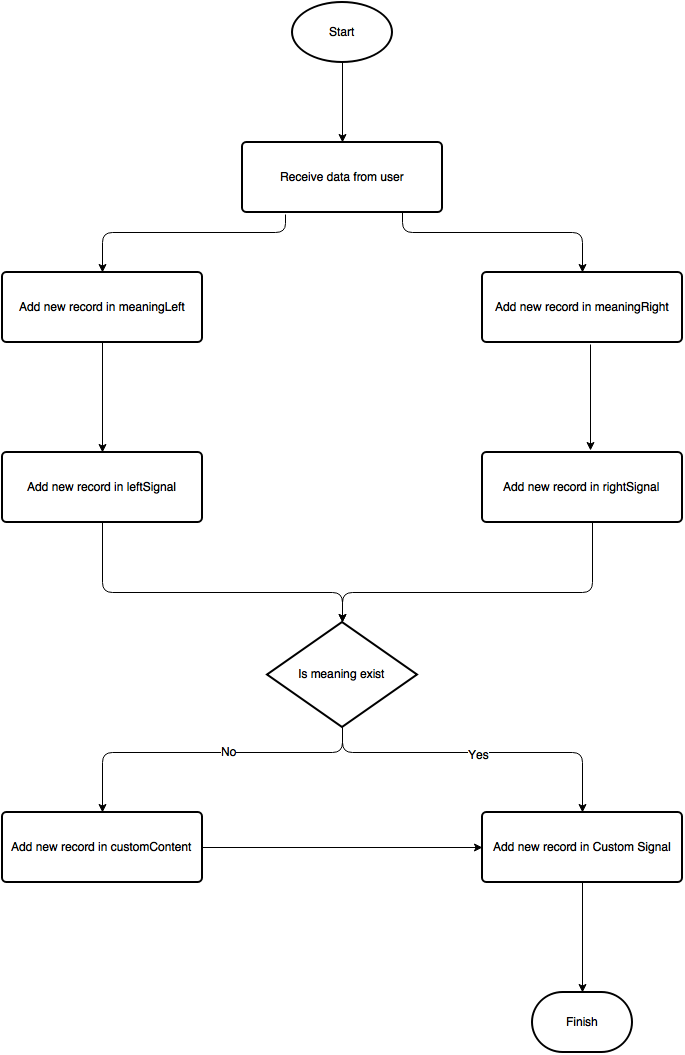 Start
Receive data from user
Add new record in meaningLeft
Add new record in meaningRight
Add new record in leftSignal
Add new record in rightSignal
Is meaning exist
No
Yes
Add new record in customContent
Add new record in Custom Signal
Finish